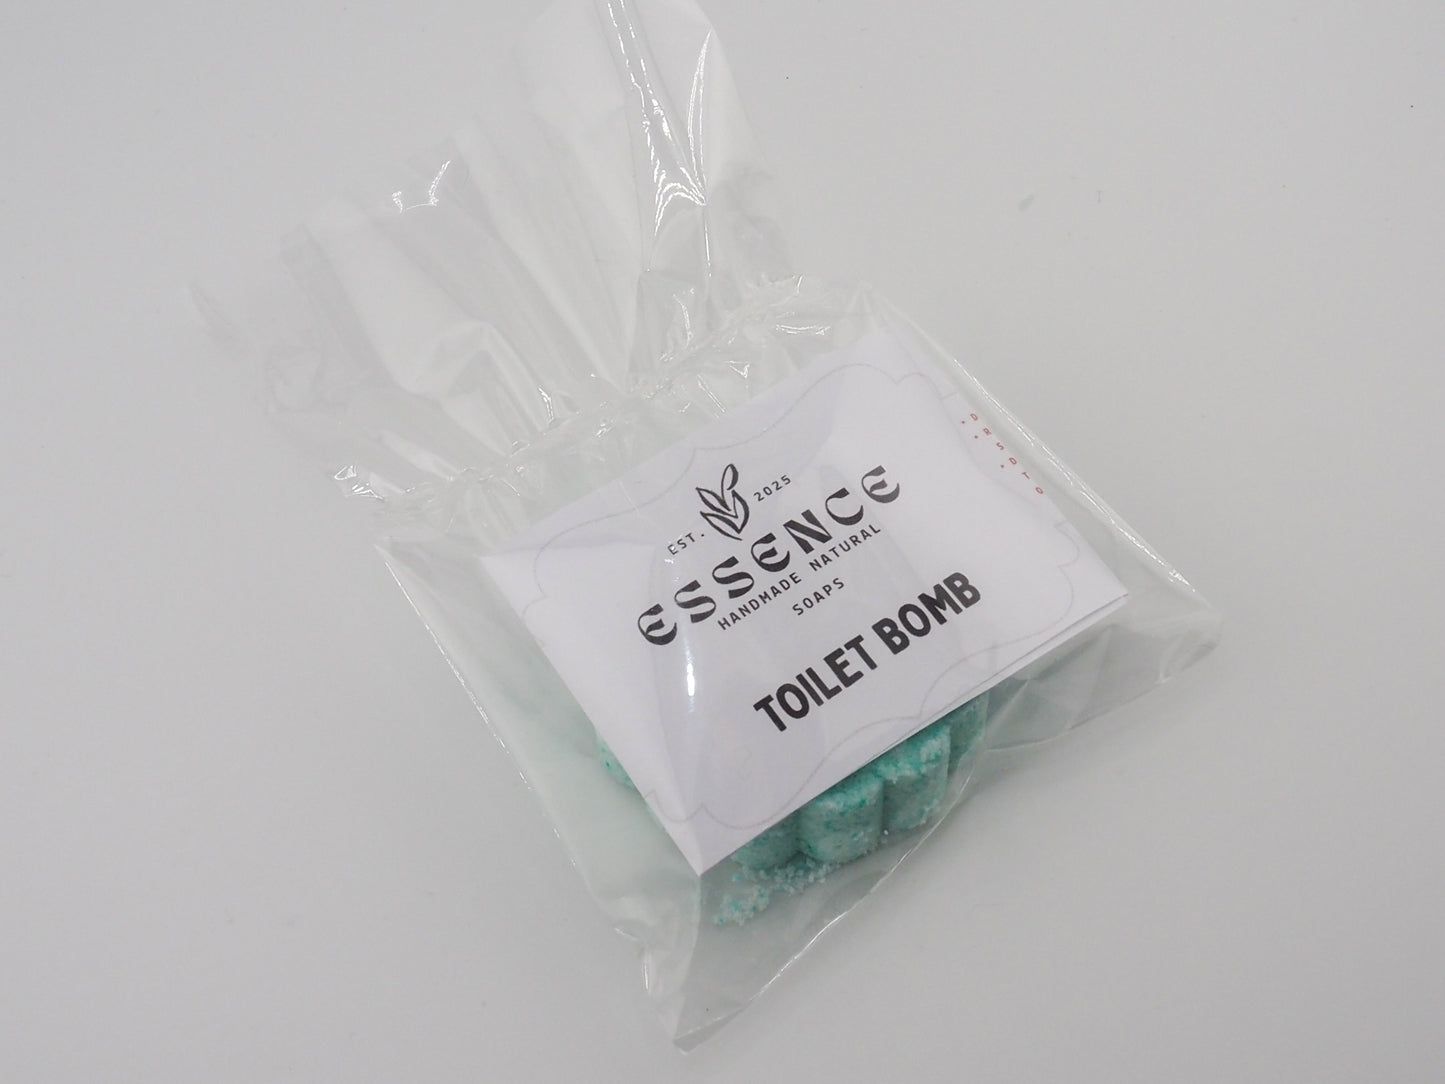 EST. 2025
ESSENCE
HANDMADE NATURAL
SOAPS
TOILET BOMB